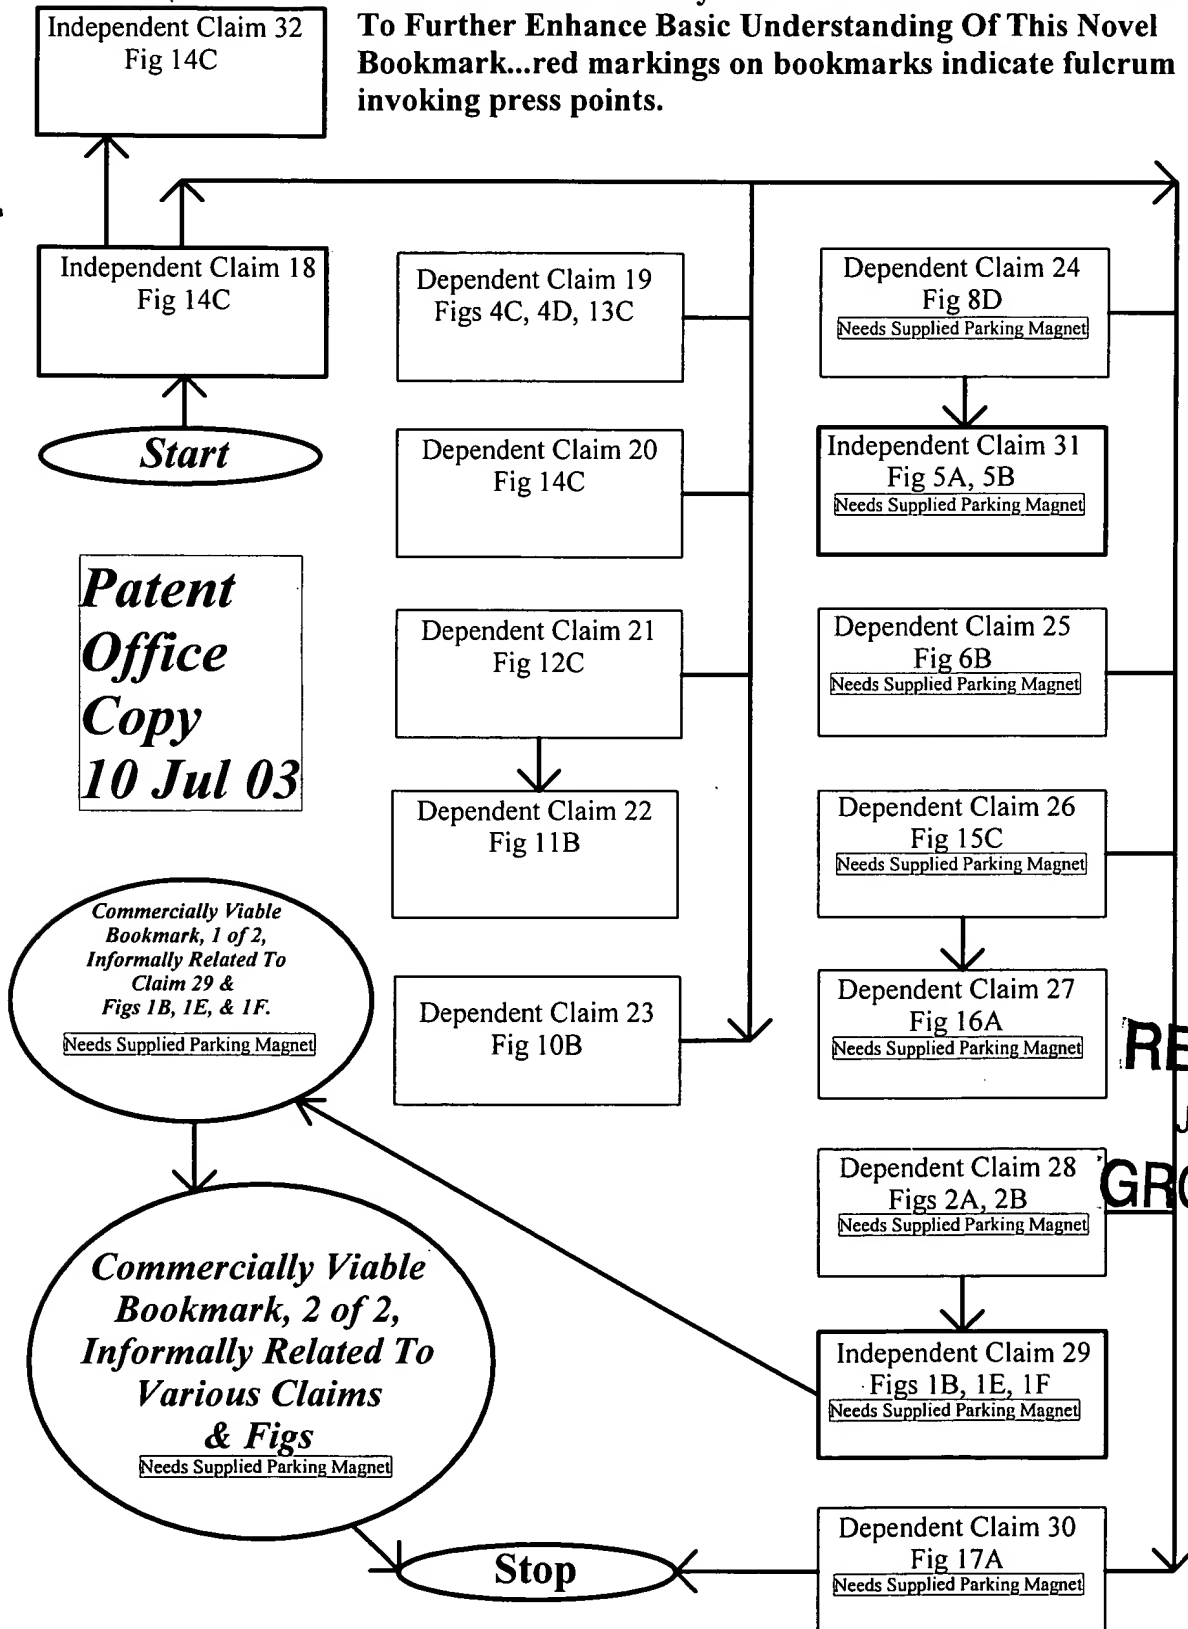 Independent Claim 32
Fig 14C
To Further Enhance Basic Understanding Of This Novel
Bookmark...red markings on bookmarks indicate fulcrum
invoking press points.
Independent Claim 18
Fig 14C
Start
Patent
Office
Copy
10 Jul 03
Dependent Claim 19
Figs 4C, 4D, 13C
Dependent Claim 20
Fig 14C
Dependent Claim 21
Fig 12C
Dependent Claim 22
Fig 11B
Dependent Claim 23
Fig 10B
Dependent Claim 24
Fig 8D
Needs Supplied Parking Magnet
Independent Claim 31
Fig 5A, 5B
Needs Supplied Parking Magnet
Dependent Claim 25
Fig 6B
Needs Supplied Parking Magnet
Dependent Claim 26
Fig 15C
Needs Supplied Parking Magnet
Dependent Claim 27
Fig 16A
Needs Supplied Parking Magnet
Dependent Claim 28
Figs 2A, 2B
Needs Supplied Parking Magnet
Independent Claim 29
Figs 1B, 1E, 1F
Needs Supplied Parking Magnet
Dependent Claim 30
Fig 17A
Needs Supplied Parking Magnet
Commercially Viable
Bookmark, 1 of 2,
Informally Related To
Claim 29 &
Figs 1B, 1E, & 1F.
Needs Supplied Parking Magnet
Commercially Viable
Bookmark, 2 of 2,
Informally Related To
Various Claims
& Figs
Needs Supplied Parking Magnet
Stop